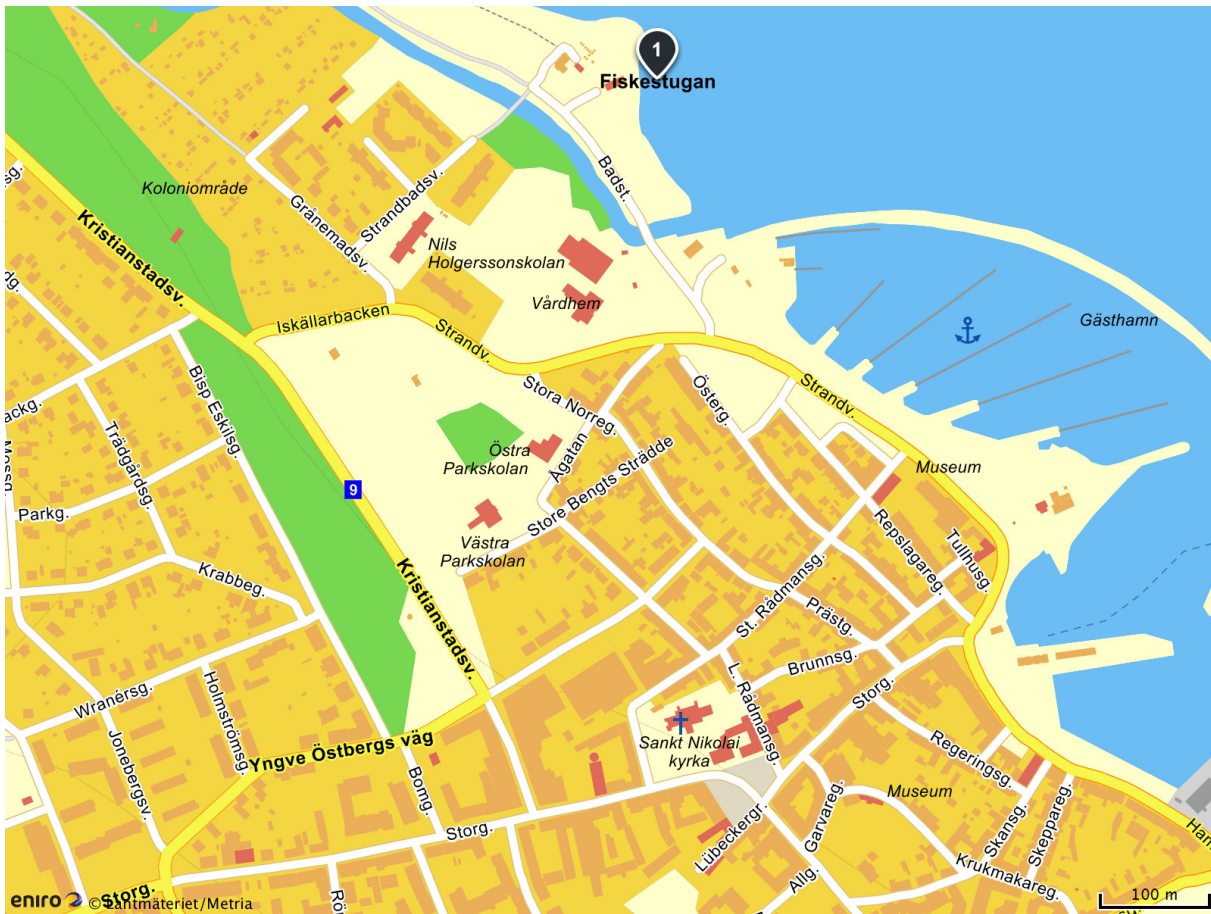 1
Fiskestugan
Koloniområde
Kristianstadsv.
Grånemadsv.
Strandbadsv.
Badst.
Nils
Holgerssonskolan
Vårdhem
Gästhamn
Iskällarbacken
Strandv.
Strandv.
Bisp Eskilsg.
Trädgårdsg.
Stora Norreg.
Österg.
Östra
Parkskolan
Ågatan
Store Bengts Strädde
Museum
9
Parkg.
Västra
Parkskolan
Repslagareg.
Tullhusg.
Krabbeg.
Kristianstadsv.
St. Rådmansg.
Prästg.
Brunnsg.
L. Rådmansg.
Storg.
Wranérsg.
Holmströmsg.
Jonebergsv.
Yngve Östbergs väg
Sankt Nikolai
kyrka
Regeringsg.
Museum
Bomg.
Storg.
Lübeckergr.
Garvareg.
Skansg.
Skeppareg.
Krukmakareg.
Allg.
Storg.
100 m
eniro © Lantmäteriet/Metria